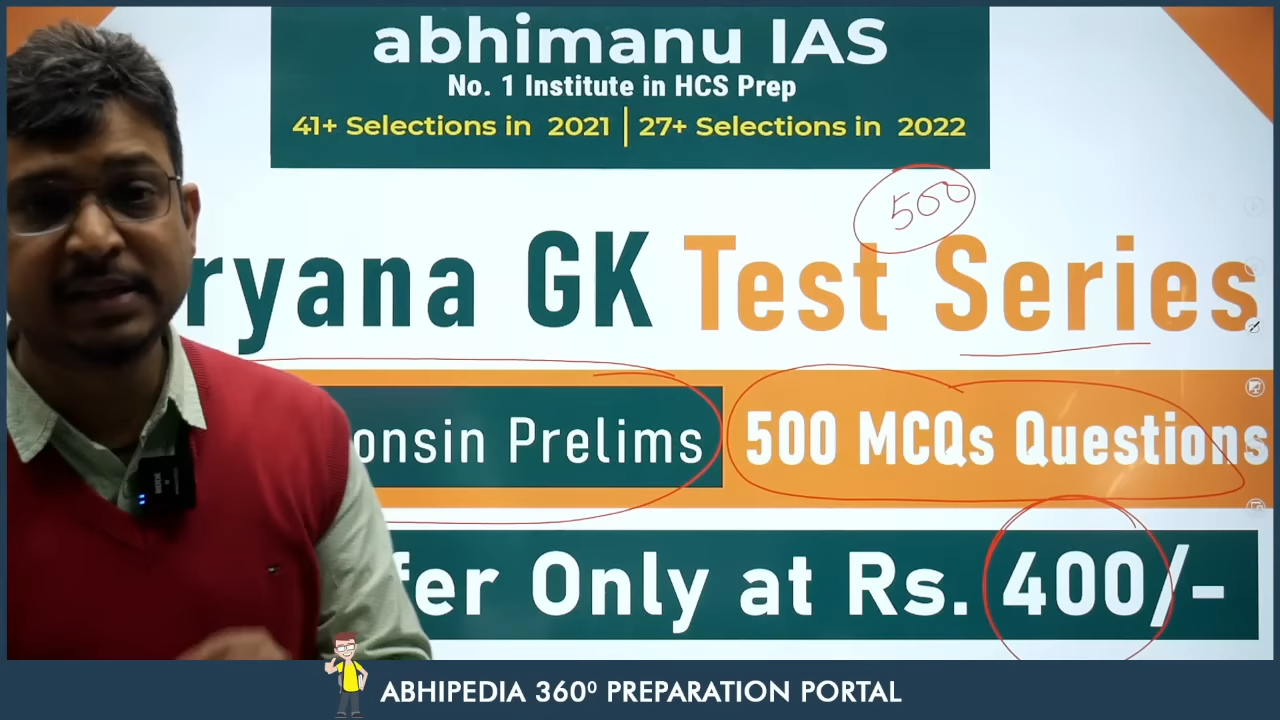 abhimanu IAS
No. 1 Institute in HCS Prep
41+ Selections in 2021 | 27+ Selections in 2022
500
ryana GK Test Series
onsin Prelims
500 MCQs Questions
fer Only at Rs. 400/-
ABHIPEDIA 360⁰ PREPARATION PORTAL